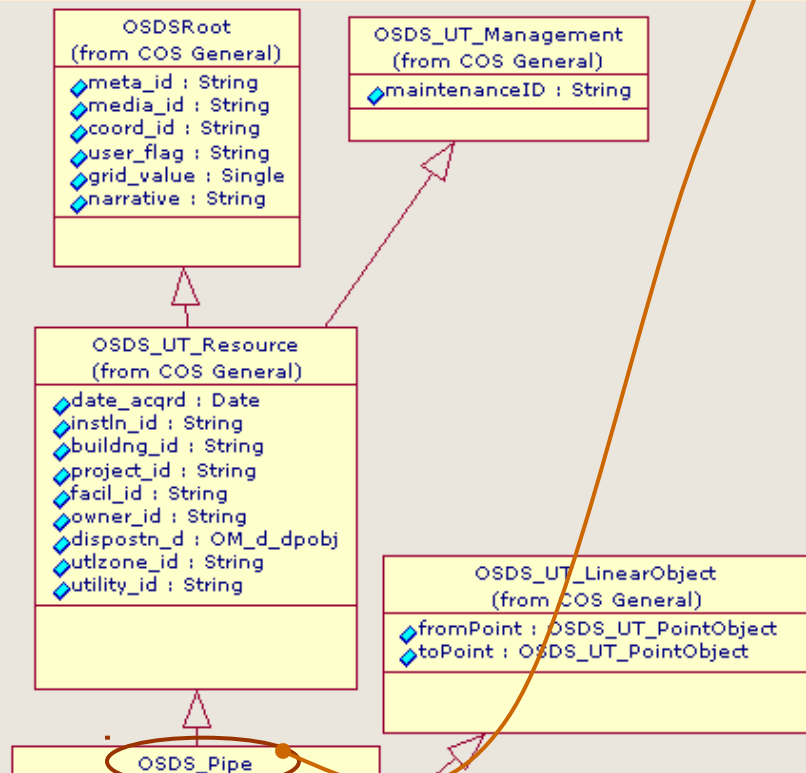 OSDSRoot
(from COS General)
meta_id : String
media_id : String
coord_id : String
user_flag : String
grid_value : Single
narrative : String
OSDS_UT_Management
(from COS General)
maintenanceID : String
OSDS_UT_Resource
(from COS General)
date_acqrd : Date
instln_id : String
buildng_id : String
project_id : String
facil_id : String
owner_id : String
dispostn_d : OM_d_dpobj
utlzone_id : String
utility_id : String
OSDS_UT_LinearObject
(from COS General)
fromPoint : OSDS_UT_PointObject
toPoint : OSDS_UT_PointObject
OSDS_Pipe